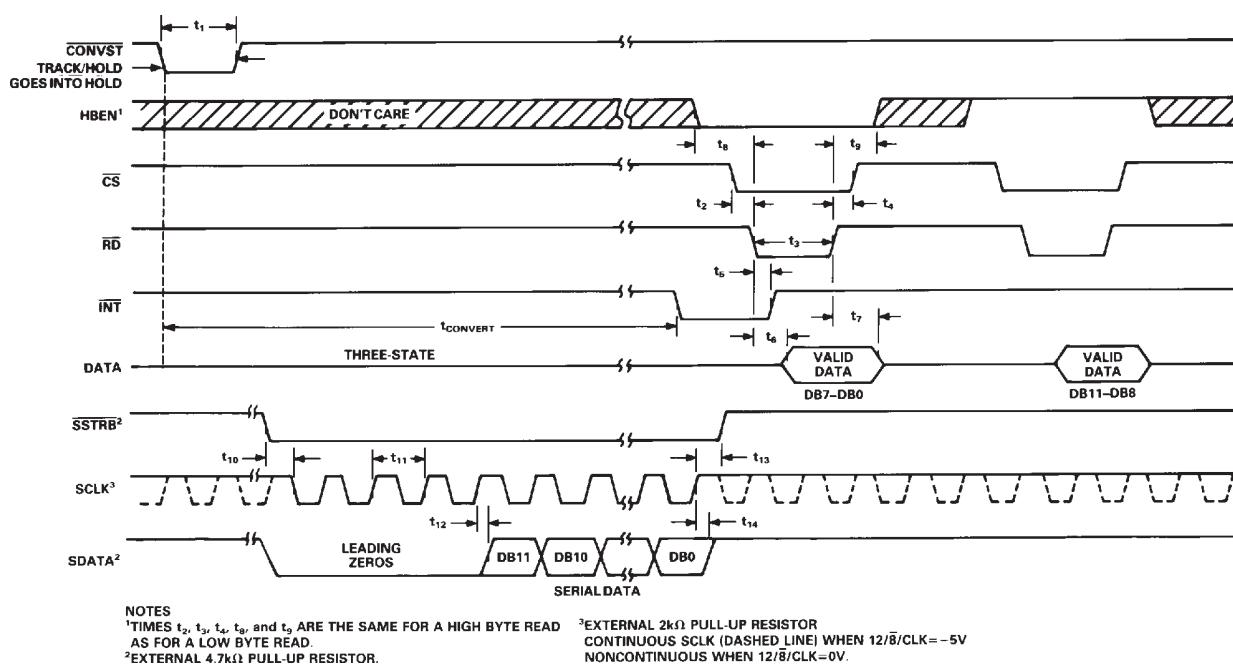 t1
CONVST
TRACK/HOLD
GOES INTO HOLD
HBEN1
DON'T CARE
t8
t9
CS
t2
t4
RD
t3
t5
INT
tCONVERT
t7
t6
DATA
THREE-STATE
VALID
DATA
VALID
DATA
DB7–DB0
DB11–DB8
SSTRB2
t10
t11
t13
SCLK3
t12
t14
SDATA2
LEADING
ZEROS
DB11
DB10
DB0
SERIAL DATA
NOTES
1TIMES t2, t3, t4, t8, and t9 ARE THE SAME FOR A HIGH BYTE READ
AS FOR A LOW BYTE READ.
2EXTERNAL 4.7kΩ PULL-UP RESISTOR.
3EXTERNAL 2kΩ PULL-UP RESISTOR
CONTINUOUS SCLK (DASHED LINE) WHEN 12/8̅/CLK=−5V
NONCONTINUOUS WHEN 12/8̅/CLK=0V.